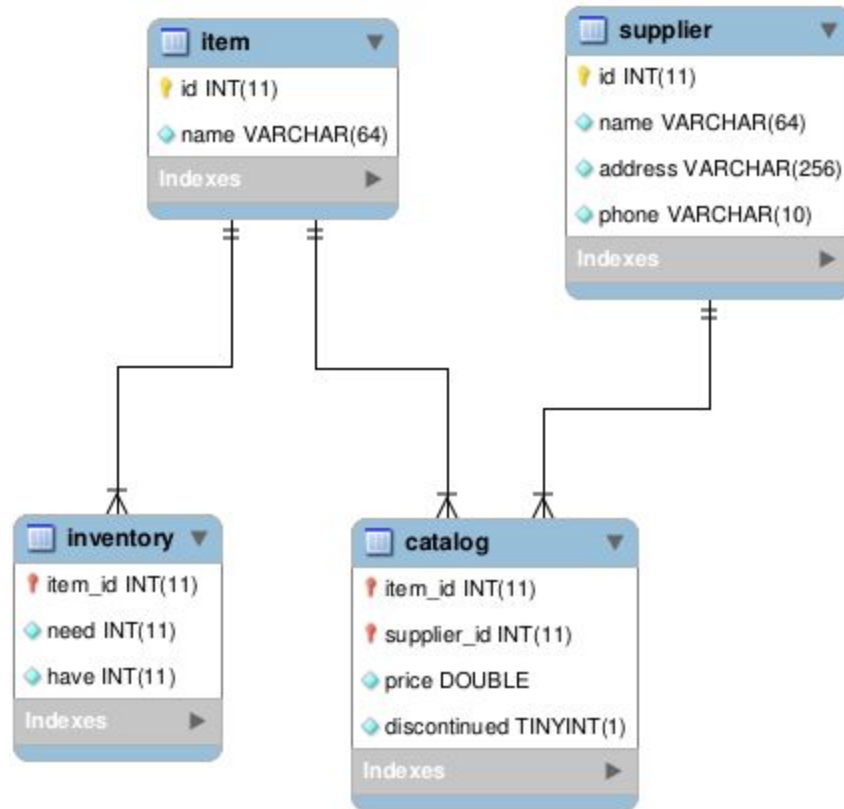 item
id INT(11)
name VARCHAR(64)
Indexes
supplier
id INT(11)
name VARCHAR(64)
address VARCHAR(256)
phone VARCHAR(10)
Indexes
inventory
item_id INT(11)
need INT(11)
have INT(11)
Indexes
catalog
item_id INT(11)
supplier_id INT(11)
price DOUBLE
discontinued TINYINT(1)
Indexes